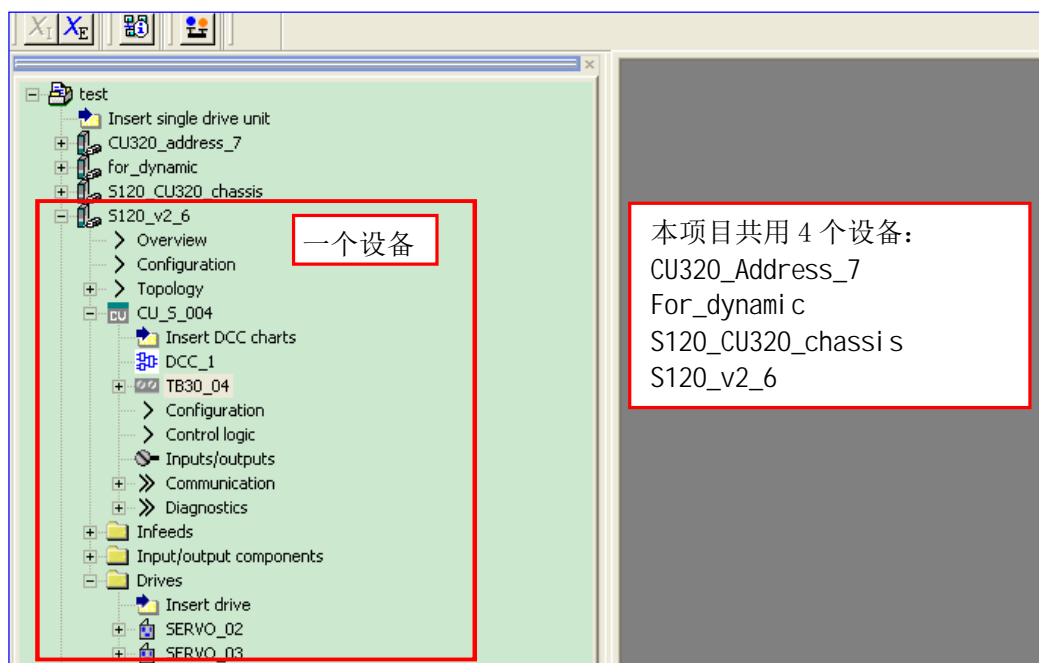 XI XE
test
Insert single drive unit
CU320_address_7
for_dynamic
S120_CU320_chassis
S120_v2_6
Overview
Configuration
Topology
CU_S_004
Insert DCC charts
DCC_1
TB30_04
Configuration
Control logic
Inputs/outputs
Communication
Diagnostics
Infeeds
Input/output components
Drives
Insert drive
SERVO_02
SERVO_03
一个设备
本项目共用 4 个设备：
CU320_Address_7
For_dynamic
S120_CU320_chassis
S120_v2_6